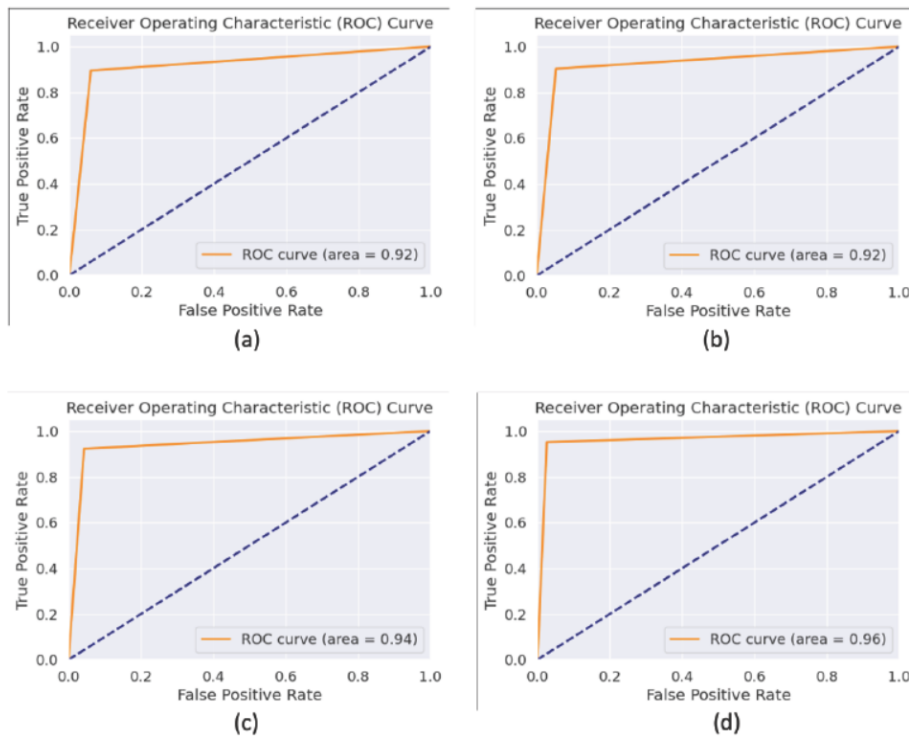 Receiver Operating Characteristic (ROC) Curve
1.0
0.8
0.6
0.4
0.2
0.0
True Positive Rate
ROC curve (area = 0.92)
0.0 0.2 0.4 0.6 0.8 1.0
False Positive Rate
(a)
Receiver Operating Characteristic (ROC) Curve
1.0
0.8
0.6
0.4
0.2
0.0
True Positive Rate
ROC curve (area = 0.92)
0.0 0.2 0.4 0.6 0.8 1.0
False Positive Rate
(b)
Receiver Operating Characteristic (ROC) Curve
1.0
0.8
0.6
0.4
0.2
0.0
True Positive Rate
ROC curve (area = 0.94)
0.0 0.2 0.4 0.6 0.8 1.0
False Positive Rate
(c)
Receiver Operating Characteristic (ROC) Curve
1.0
0.8
0.6
0.4
0.2
0.0
True Positive Rate
ROC curve (area = 0.96)
0.0 0.2 0.4 0.6 0.8 1.0
False Positive Rate
(d)